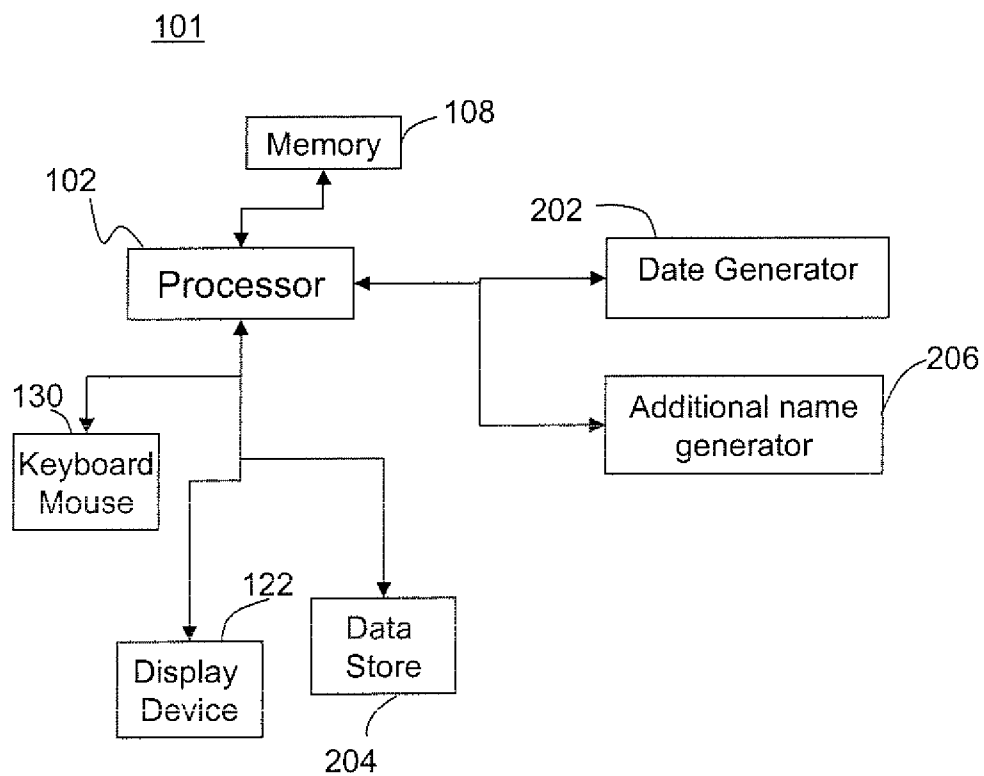 101
Memory
108
102
Processor
202
Date Generator
206
Additional name
generator
130
Keyboard
Mouse
122
Display
Device
Data
Store
204